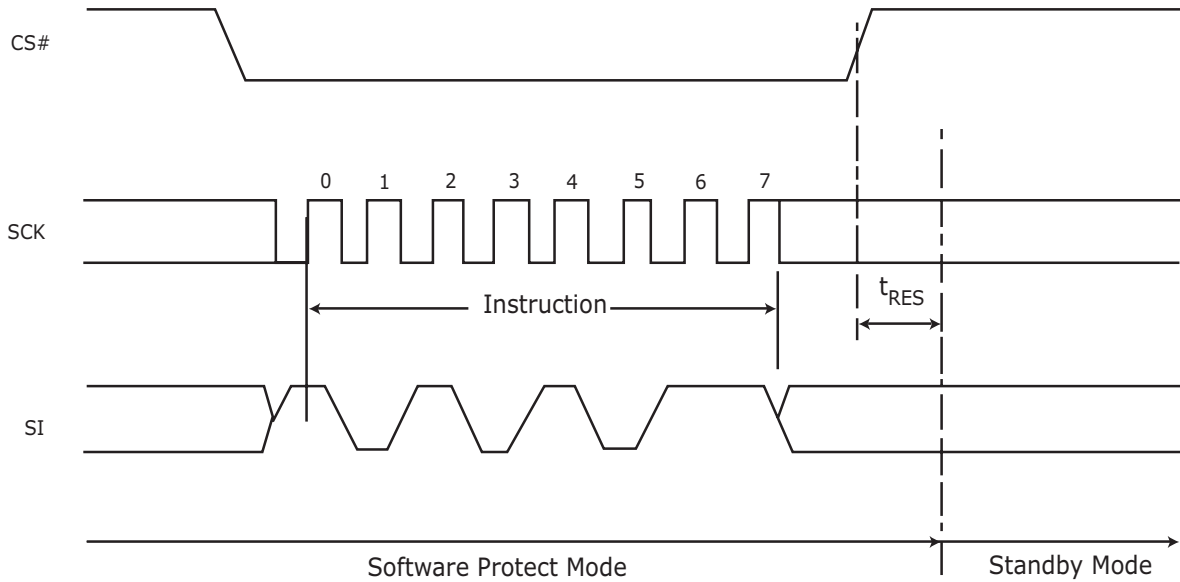 CS#
SCK
0 1 2 3 4 5 6 7
Instruction
tRES
SI
Software Protect Mode
Standby Mode